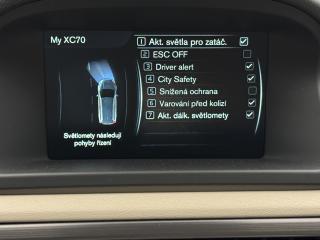 My XC70
1 Akt. světla pro zatáč.
2 ESC OFF
3 Driver alert
4 City Safety
5 Snížená ochrana
6 Varování před kolizí
7 Akt. dálk. světlomety
Světlomety následují
pohyby řízení